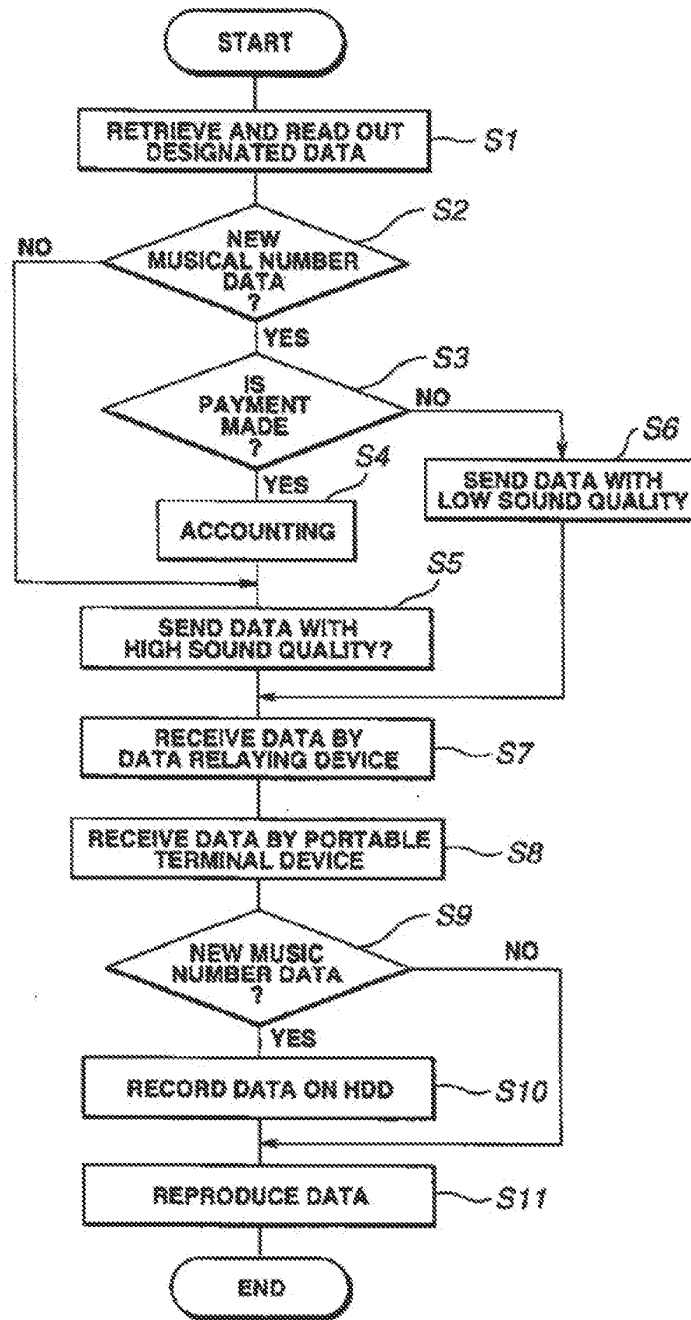 START
RETRIEVE AND READ OUT
DESIGNATED DATA
S1
S2
NO
NEW
MUSICAL NUMBER
DATA
?
YES
S3
IS
PAYMENT
MADE
?
NO
YES
S4
S6
SEND DATA WITH
LOW SOUND QUALITY
ACCOUNTING
S5
SEND DATA WITH
HIGH SOUND QUALITY?
RECEIVE DATA BY
DATA RELAYING DEVICE
S7
RECEIVE DATA BY PORTABLE
TERMINAL DEVICE
S8
S9
NEW MUSIC
NUMBER DATA
?
NO
YES
RECORD DATA ON HDD
S10
REPRODUCE DATA
S11
END